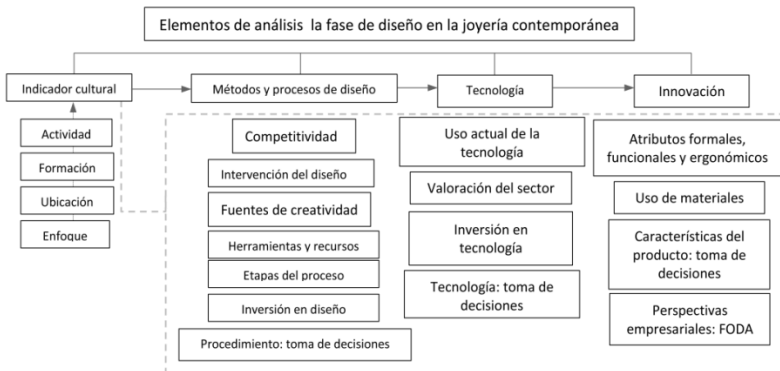 Elementos de análisis  la fase de diseño en la joyería contemporánea
Indicador cultural
Métodos y procesos de diseño
Tecnología
Innovación
Actividad
Formación
Ubicación
Enfoque
Competitividad
Intervención del diseño
Fuentes de creatividad
Herramientas y recursos
Etapas del proceso
Inversión en diseño
Procedimiento: toma de decisiones
Uso actual de la
tecnología
Valoración del sector
Inversión en
tecnología
Tecnología: toma de
decisiones
Atributos formales,
funcionales y ergonómicos
Uso de materiales
Características del
producto: toma de
decisiones
Perspectivas
empresariales: FODA